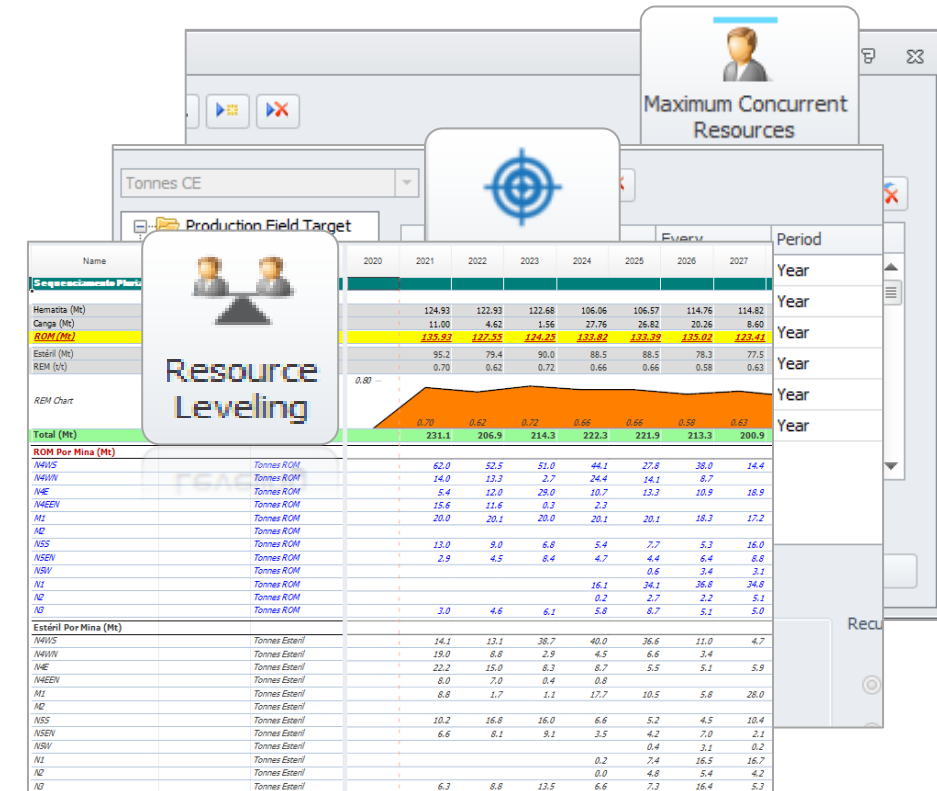 Maximum Concurrent
Resources
Tonnes CE
Production Field Target
Every
Period
Year
Year
Year
Year
Year
Year
Recu
Resource
Leveling
Name 2020 2021 2022 2023 2024 2025 2026 2027
Sequenciamento
Hematita (Mt) 124.93 122.93 122.68 106.06 106.57 114.76 114.82
Canga (Mt) 11.00 4.62 1.56 27.76 26.82 20.26 8.60
ROM (Mt) 135.93 127.55 124.25 133.82 133.39 135.02 123.41
Estéril (Mt) 95.2 79.4 90.0 88.5 88.5 78.3 77.5
REM (t/t) 0.70 0.62 0.72 0.66 0.66 0.58 0.63
0.80
REM Chart
0.70 0.62 0.72 0.66 0.66 0.58 0.63
Total (Mt) 231.1 206.9 214.3 222.3 221.9 213.3 200.9
ROM Por Mina (Mt)
N4WS Tonnes ROM 62.0 52.5 51.0 44.1 27.8 38.0 14.4
N4WN Tonnes ROM 14.0 13.3 2.7 24.4 14.1 8.7
N4E Tonnes ROM 5.4 12.0 29.0 10.7 13.3 10.9 18.9
N4EEN Tonnes ROM 15.6 11.6 0.3 2.3
M1 Tonnes ROM 20.0 20.1 20.0 20.1 20.1 18.3 17.2
M2 Tonnes ROM
N5S Tonnes ROM 13.0 9.0 6.8 5.4 7.7 5.3 16.0
N5EN Tonnes ROM 2.9 4.5 8.4 4.7 4.4 6.4 8.8
N5W Tonnes ROM 0.6 3.4 3.1
N1 Tonnes ROM 16.1 34.1 36.8 34.8
N2 Tonnes ROM 0.2 2.7 2.2 5.1
N3 Tonnes ROM 3.0 4.6 6.1 5.8 8.7 5.1 5.0
Estéril Por Mina (Mt)
N4WS Tonnes Esteril 14.1 13.1 38.7 40.0 36.6 11.0 4.7
N4WN Tonnes Esteril 19.0 8.8 2.9 4.5 6.6 3.4
N4E Tonnes Esteril 22.2 15.0 8.3 8.7 5.5 5.1 5.9
N4EEN Tonnes Esteril 8.0 7.0 0.4 0.8
M1 Tonnes Esteril 8.8 1.7 1.1 17.7 10.5 5.8 28.0
M2 Tonnes Esteril
N5S Tonnes Esteril 10.2 16.8 16.0 6.6 5.2 4.5 10.4
N5EN Tonnes Esteril 6.6 8.1 9.1 3.5 4.2 7.0 2.1
N5W Tonnes Esteril 0.4 3.1 0.2
N1 Tonnes Esteril 0.2 7.4 16.5 16.7
N2 Tonnes Esteril 0.0 4.8 5.4 4.2
N3 Tonnes Esteril 6.3 8.8 13.5 6.6 7.3 16.4 5.3